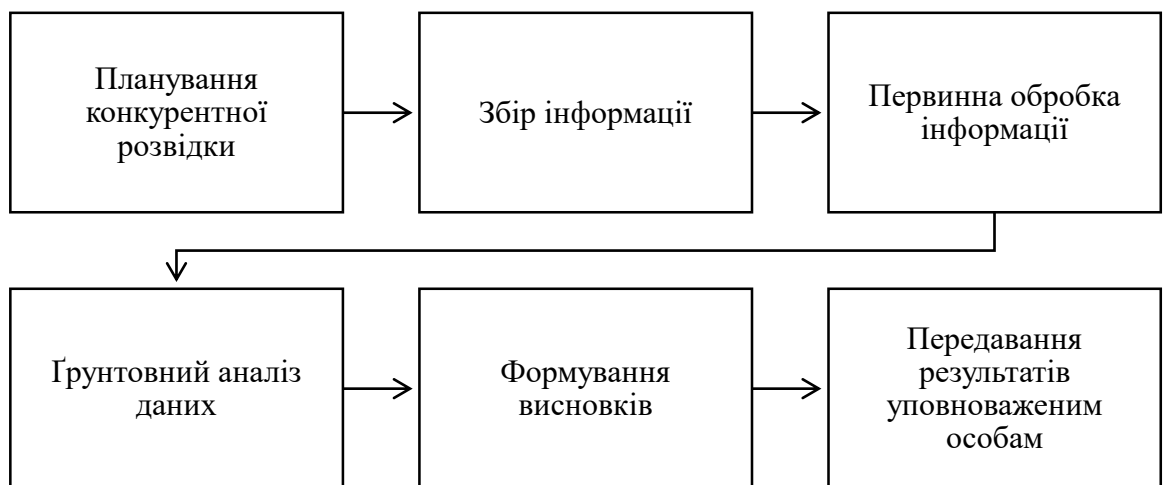 Планування
конкурентної
розвідки
Збір інформації
Первинна обробка
інформації
Ґрунтовний аналіз
даних
Формування
висновків
Передавання
результатів
уповноваженим
особам